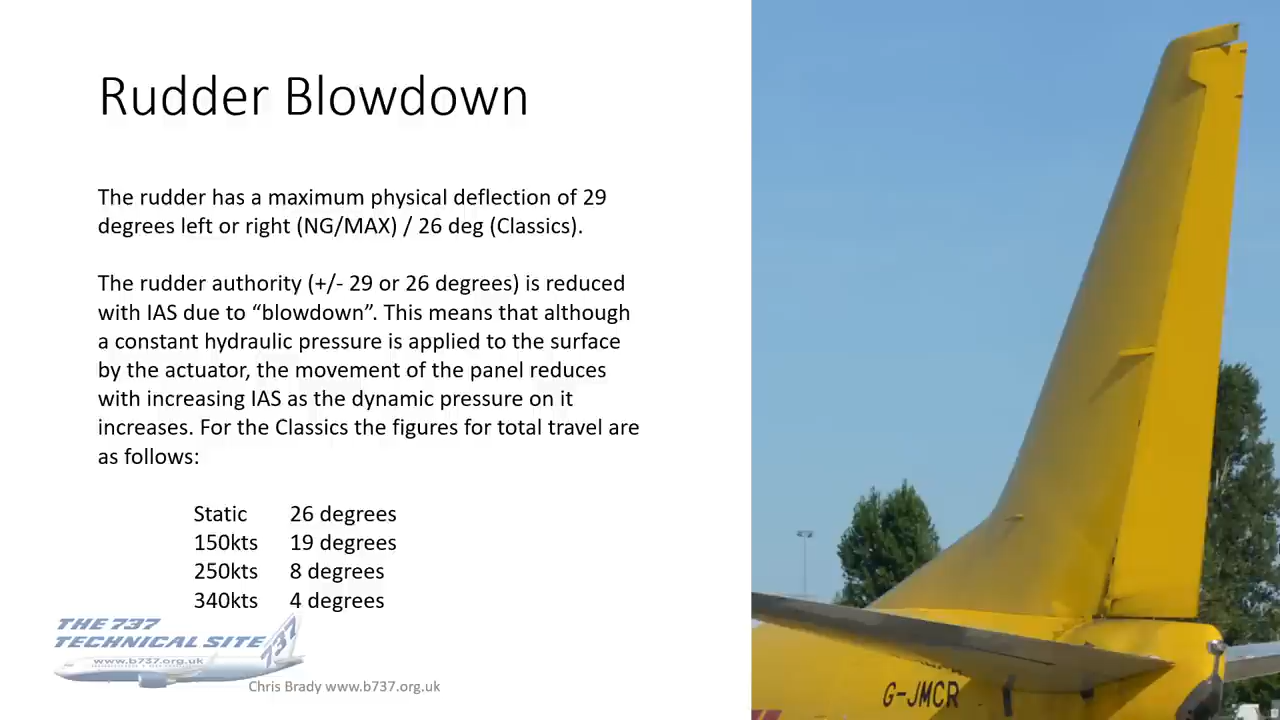 Rudder Blowdown
The rudder has a maximum physical deflection of 29
degrees left or right (NG/MAX) / 26 deg (Classics).
The rudder authority (+/- 29 or 26 degrees) is reduced
with IAS due to “blowdown”. This means that although
a constant hydraulic pressure is applied to the surface
by the actuator, the movement of the panel reduces
with increasing IAS as the dynamic pressure on it
increases. For the Classics the figures for total travel are
as follows:
Static 26 degrees
150kts 19 degrees
250kts 8 degrees
340kts 4 degrees
THE 737
TECHNICAL SITE
737
www.b737.org.uk
Chris Brady www.b737.org.uk
G-JMCR